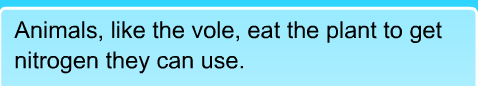 Animals, like the vole, eat the plant to get
nitrogen they can use.